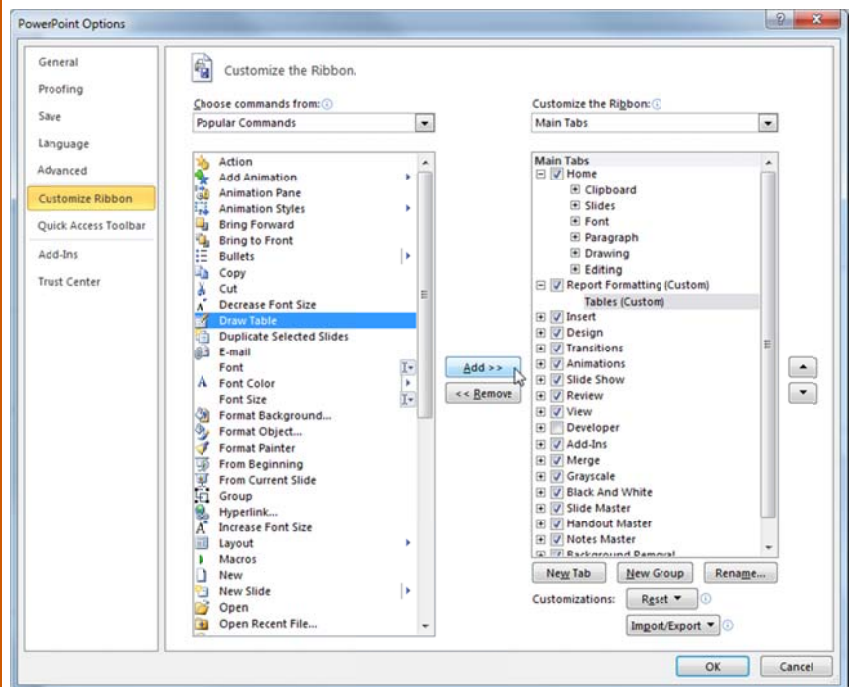 PowerPoint Options
General
Proofing
Save
Language
Advanced
Customize Ribbon
Quick Access Toolbar
Add-Ins
Trust Center
Customize the Ribbon.
Choose commands from:
Popular Commands
Action
Add Animation
Animation Pane
Animation Styles
Bring Forward
Bring to Front
Bullets
Copy
Cut
Decrease Font Size
Draw Table
Duplicate Selected Slides
E-mail
Font
Font Color
Font Size
Format Background...
Format Object...
Format Painter
From Beginning
From Current Slide
Group
Hyperlink...
Increase Font Size
Layout
Macros
New
New Slide
Open
Open Recent File...
Add >>
<< Remove
Customize the Ribbon:
Main Tabs
Main Tabs
Home
Clipboard
Slides
Font
Paragraph
Drawing
Editing
Report Formatting (Custom)
Tables (Custom)
Insert
Design
Transitions
Animations
Slide Show
Review
View
Developer
Add-Ins
Merge
Grayscale
Black And White
Slide Master
Handout Master
Notes Master
Background Removal
New Tab
New Group
Rename...
Customizations:
Reset
Import/Export
OK
Cancel